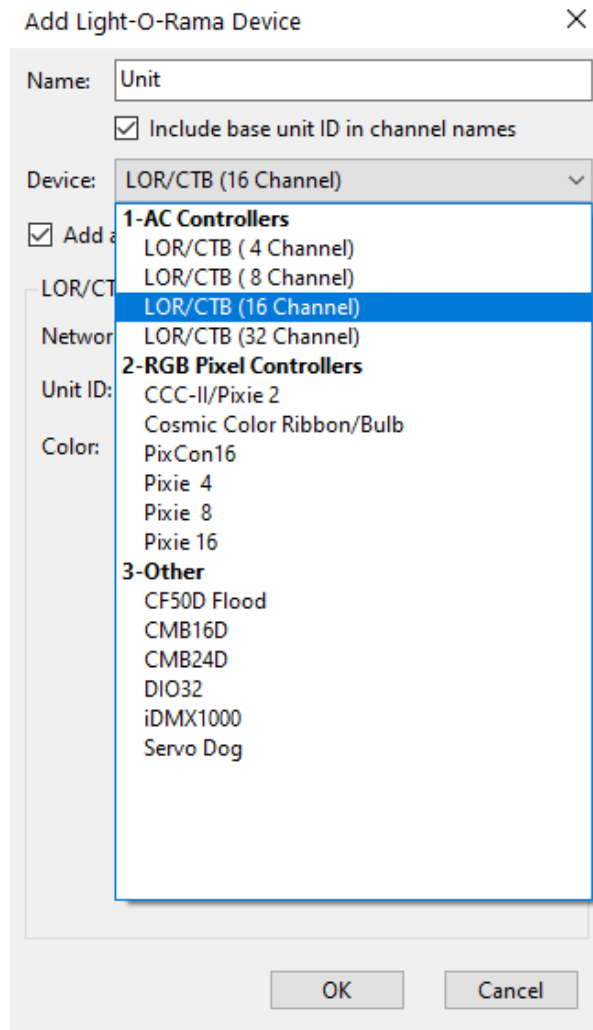 Add Light-O-Rama Device
Name: Unit
Include base unit ID in channel names
Device: LOR/CTB (16 Channel)
Add
1-AC Controllers
LOR/CTB ( 4 Channel)
LOR/CTB ( 8 Channel)
LOR/CT
LOR/CTB (16 Channel)
Networ
LOR/CTB (32 Channel)
2-RGB Pixel Controllers
Unit ID:
CCC-II/Pixie 2
Cosmic Color Ribbon/Bulb
Color:
PixCon16
Pixie  4
Pixie  8
Pixie 16
3-Other
CF50D Flood
CMB16D
CMB24D
DIO32
iDMX1000
Servo Dog
OK
Cancel